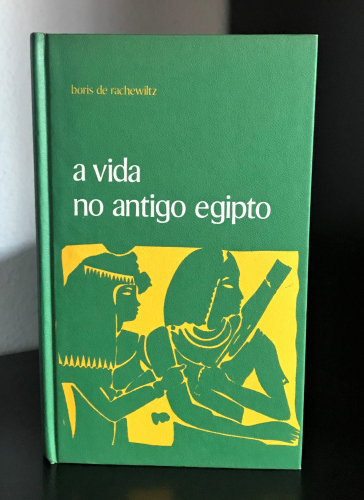 boris de rachewiltz
a vida
no antigo egipto